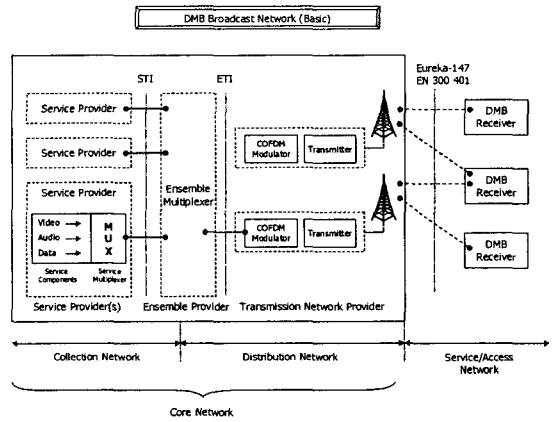 DMB Broadcast Network (Basic)
Eureka-147
EN 300 401
STI
ETI
Service Provider
Service Provider
Service Provider
Video
Audio
Data
M
U
X
Service
Components
Service
Multiplexer
Ensemble
Multiplexer
COFDM
Modulator
Transmitter
COFDM
Modulator
Transmitter
DMB
Receiver
DMB
Receiver
DMB
Receiver
Service Provider(s)
Ensemble Provider
Transmission Network Provider
Collection Network
Distribution Network
Service/Access
Network
Core Network